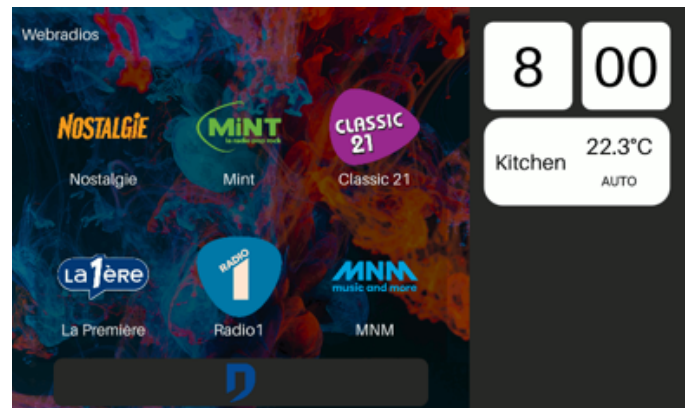 Webradios
NOSTALGIE
MiNT
la radio pop rock
CLASSIC
21
Nostalgie
Mint
Classic 21
La 1ère
RADIO
1
MNM
music and more
La Première
Radio1
MNM
8 00
Kitchen
22.3°C
AUTO